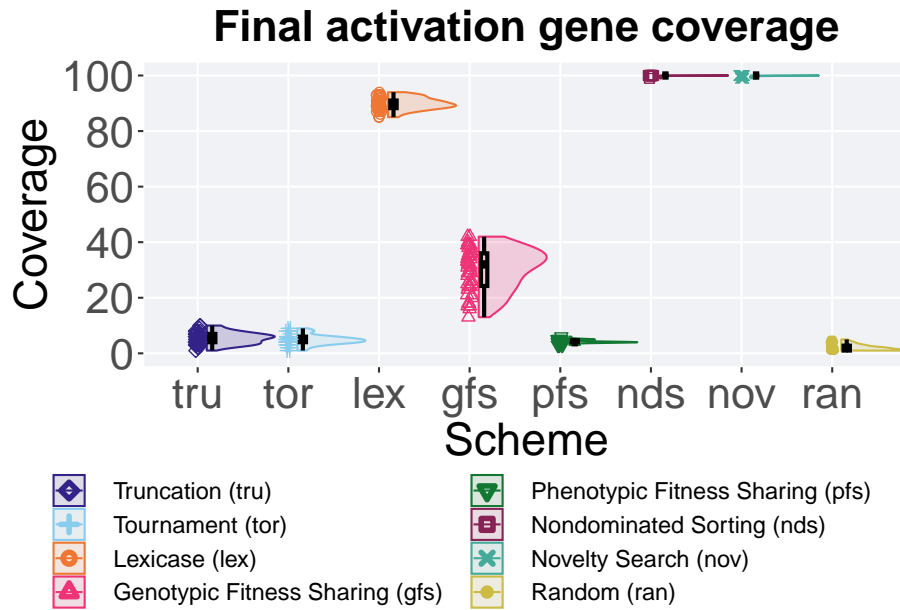 Final activation gene coverage
Coverage
100
80
60
40
20
0
tru tor lex gfs pfs nds nov ran
Scheme
Truncation (tru)
Tournament (tor)
Lexicase (lex)
Genotypic Fitness Sharing (gfs)
Phenotypic Fitness Sharing (pfs)
Nondominated Sorting (nds)
Novelty Search (nov)
Random (ran)